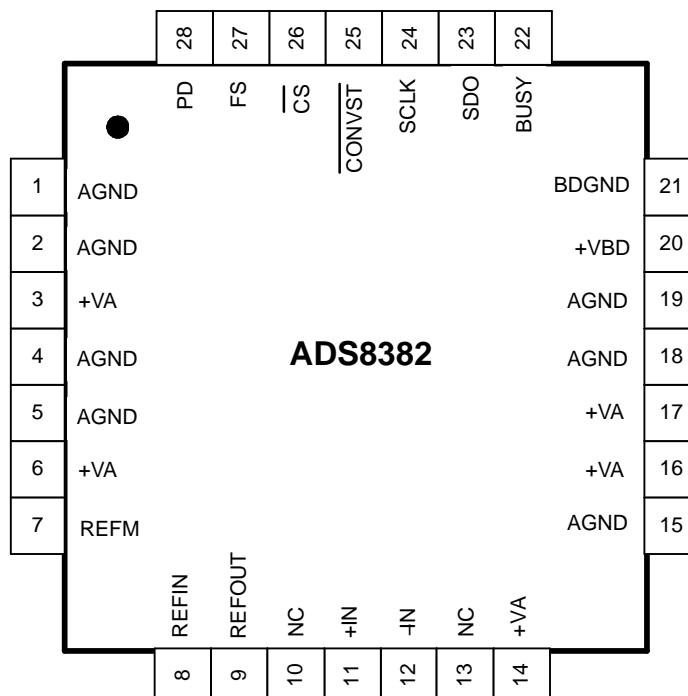 28 27 26 25 24 23 22
PD FS CS CONVST SCLK SDO BUSY
1 AGND BDGND 21
2 AGND +VBD 20
3 +VA AGND 19
4 AGND ADS8382 AGND 18
5 AGND +VA 17
6 +VA +VA 16
7 REFM AGND 15
REFIN REFOUT NC +IN -IN NC +VA
8 9 10 11 12 13 14